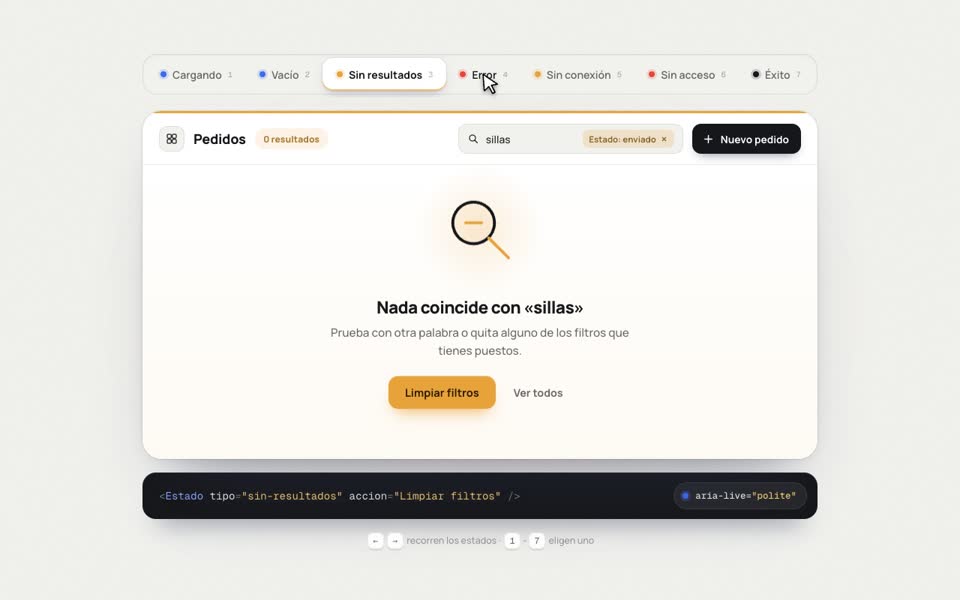 Cargando 1 Vacío 2 Sin resultados 3 Error 4 Sin conexión 5 Sin acceso 6 Éxito 7
Pedidos 0 resultados sillas Estado: enviado × + Nuevo pedido
Nada coincide con «sillas»
Prueba con otra palabra o quita alguno de los filtros que
tienes puestos.
Limpiar filtros Ver todos
<Estado tipo="sin-resultados" accion="Limpiar filtros" /> aria-live="polite"
← → recorren los estados · 1 - 7 eligen uno